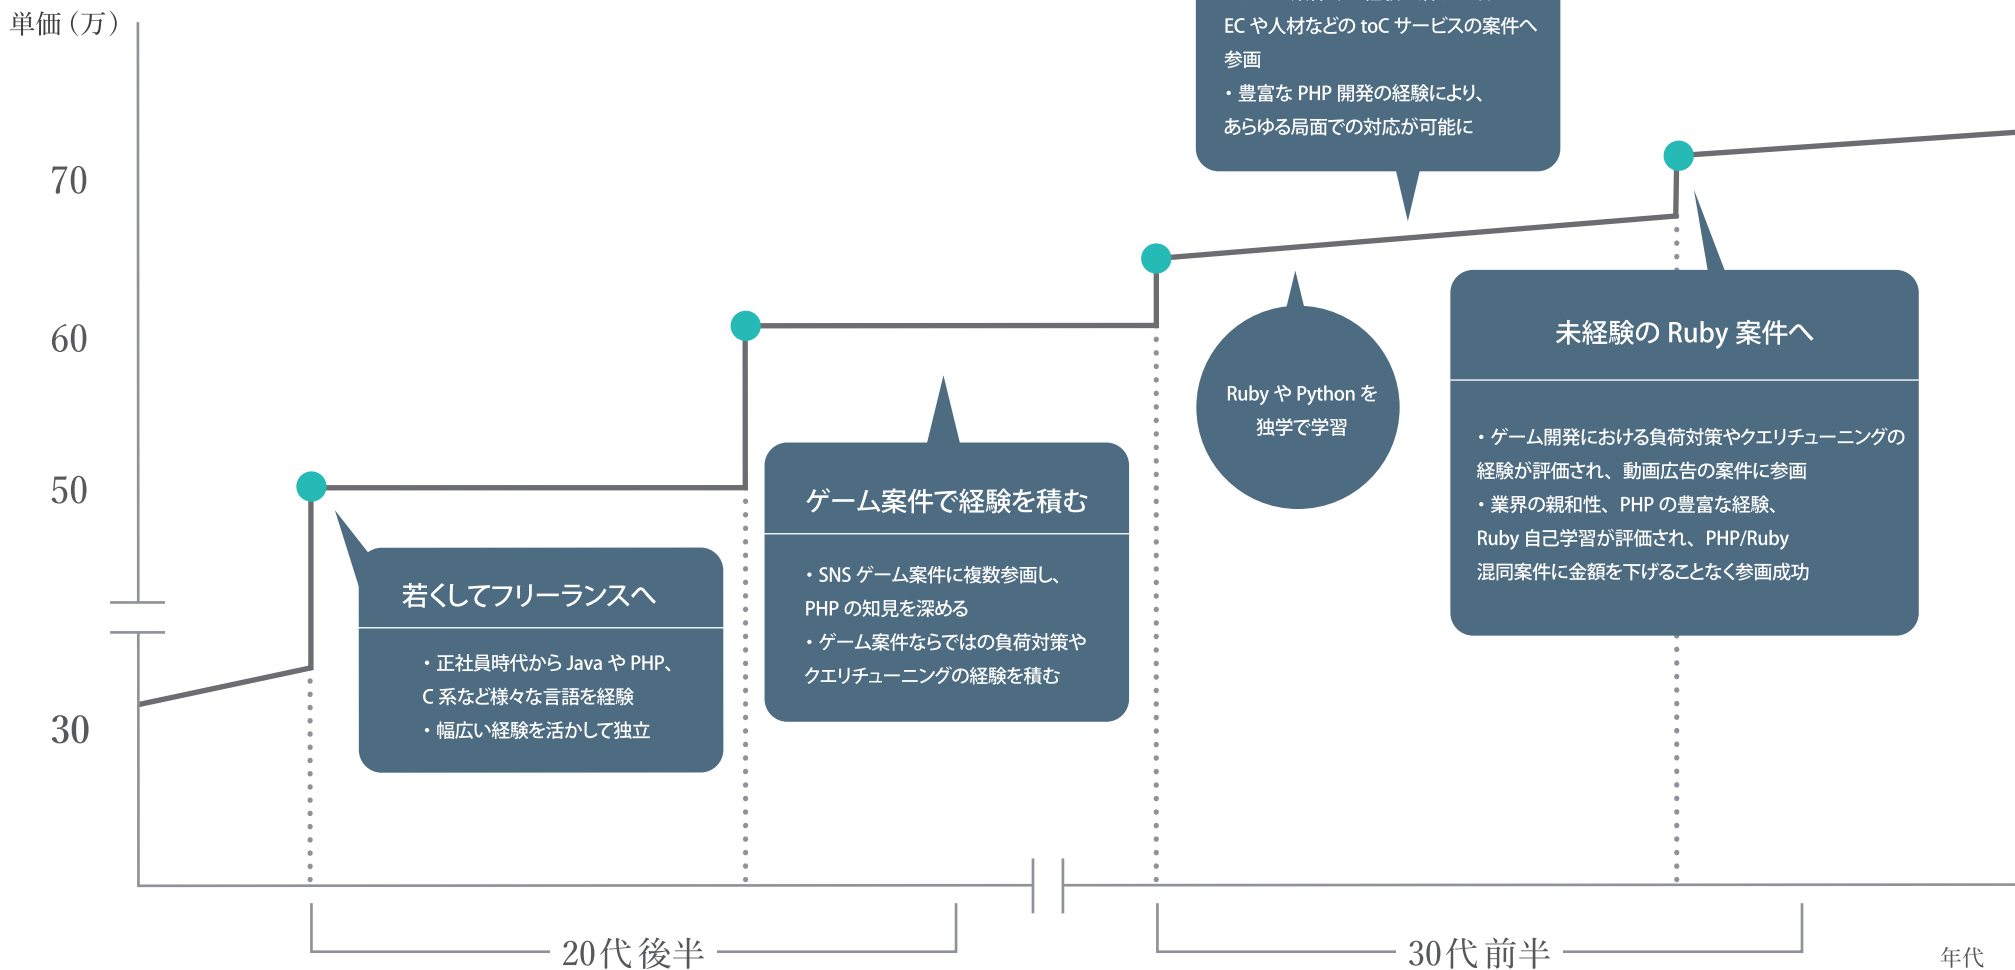 単価（万）
70
60
50
30
EC や人材などの toC サービスの案件へ
参画
・豊富な PHP 開発の経験により、
あらゆる局面での対応が可能に
Ruby や Python を
独学で学習
未経験の Ruby 案件へ
・ゲーム開発における負荷対策やクエリチューニングの
経験が評価され、動画広告の案件に参画
・業界の親和性、PHP の豊富な経験、
Ruby 自己学習が評価され、PHP/Ruby
混同案件に金額を下げることなく参画成功
ゲーム案件で経験を積む
・SNS ゲーム案件に複数参画し、
PHP の知見を深める
・ゲーム案件ならではの負荷対策や
クエリチューニングの経験を積む
若くしてフリーランスへ
・正社員時代から Java や PHP、
C 系など様々な言語を経験
・幅広い経験を活かして独立
20代後半
30代前半
年代